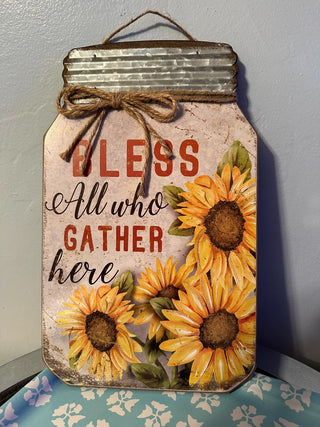 BLESS
All who
GATHER
here